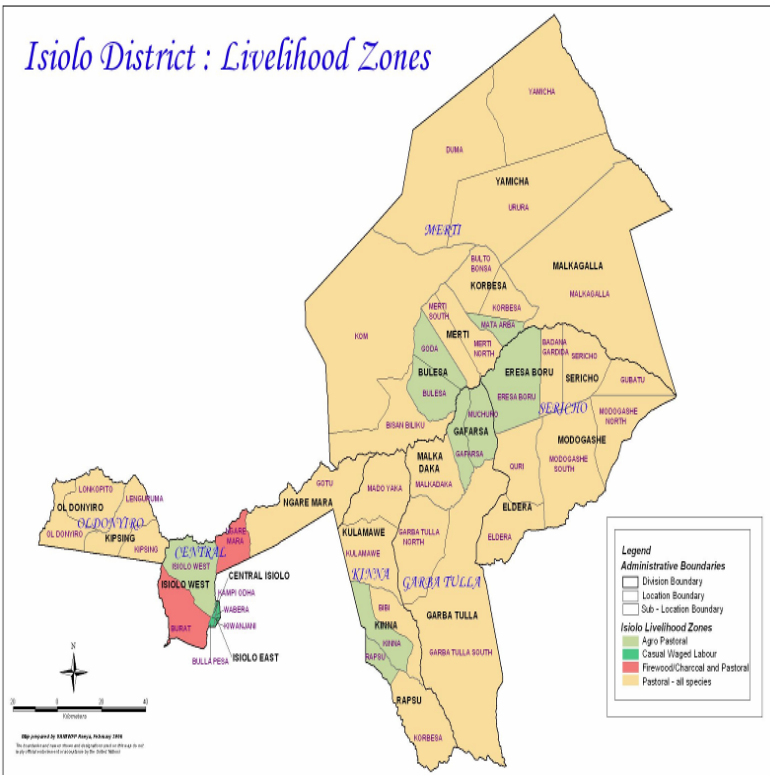 Isiolo District : Livelihood Zones
YAMICHA
DUMA
YAMICHA
URURA
MERTI
BULTO
BONSA
KORBESA
MALKAGALLA
MALKAGALLA
KORBESA
MERTI
SOUTH
MATA ARBA
KOM
MERTI
MERTI
NORTH
GODA
BADANA
GARDIDA
SERICHO
BULESA
BULESA
ERESA BORU
ERESA BORU
SERICHO
GUBATU
SERICHO
MODOGASHE
NORTH
MUCHURO
BISAN BILIKU
GAFARSA
GAFARSA
MODOGASHE
MODOGASHE
SOUTH
MALKA
DAKA
MALKADAKA
QURI
GOTU
MADO YAKA
LONKOPITO
LENGURUMA
OL DONYIRO
OLDONYIRO
OL DONYIRO
KIPSING
KIPSING
NGARE MARA
NGARE
MARA
ELDERA
ELDERA
CENTRAL
ISIOLO WEST
ISIOLO WEST
KULAMAWE
KULAMAWE
GARBA TULLA
NORTH
KINNA
GARBA TULLA
CENTRAL ISIOLO
KAMPI ODHA
WABERA
KIWANJANI
BURAT
BULLA PESA
ISIOLO EAST
BIBI
KINNA
KINNA
RAPSU
GARBA TULLA
GARBA TULLA SOUTH
RAPSU
KORBESA
Legend
Administrative Boundaries
Division Boundary
Location Boundary
Sub - Location Boundary
Isiolo Livelihood Zones
Agro Pastoral
Casual Waged Labour
Firewood/Charcoal and Pastoral
Pastoral - all species
N
W E
S
20 0 20 40
Kilometers